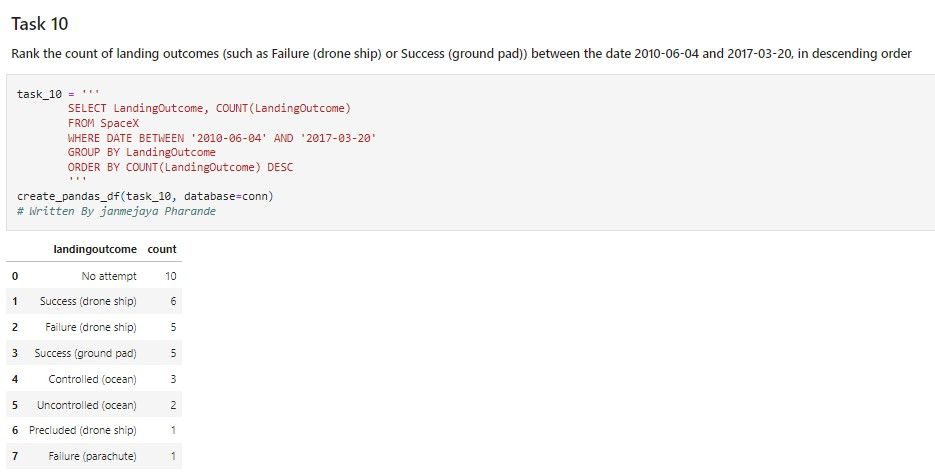 Task 10
Rank the count of landing outcomes (such as Failure (drone ship) or Success (ground pad)) between the date 2010-06-04 and 2017-03-20, in descending order
task_10 = '''
SELECT LandingOutcome, COUNT(LandingOutcome)
FROM SpaceX
WHERE DATE BETWEEN '2010-06-04' AND '2017-03-20'
GROUP BY LandingOutcome
ORDER BY COUNT(LandingOutcome) DESC
'''
create_pandas_df(task_10, database=conn)
# Written By janmejaya Pharande
landingoutcome count
0 No attempt 10
1 Success (drone ship) 6
2 Failure (drone ship) 5
3 Success (ground pad) 5
4 Controlled (ocean) 3
5 Uncontrolled (ocean) 2
6 Precluded (drone ship) 1
7 Failure (parachute) 1